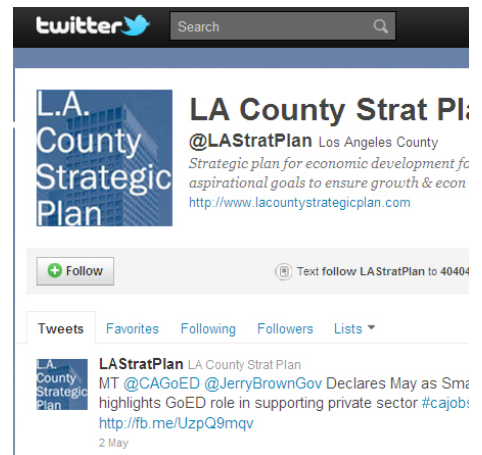 twitter
Search
L.A.
County
Strategic
Plan
LA County Strat
@LAStratPlan Los Angeles County
Strategic plan for economic development
aspirational goals to ensure growth & econ
http://www.lacountystrategicplan.com
Follow
Text follow LAStratPlan to 40404
Tweets Favorites Following Followers Lists
L.A.
County
Strategic
Plan
LAStratPlan LA County Strat Plan
MT @CAGoED @JerryBrownGov Declares May as
highlights GoED role in supporting private sector #cajobs
http://fb.me/UzpQ9mqv
2 May